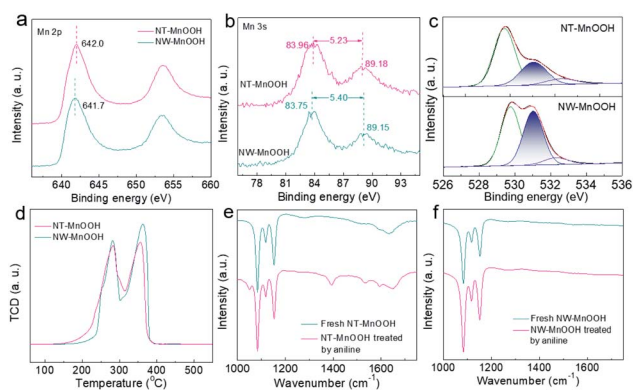 a
Mn 2p
NT-MnOOH
NW-MnOOH
642.0
641.7
Intensity (a. u.)
640 645 650 655 660
Binding energy (eV)
b
Mn 3s
5.23
83.96
89.18
NT-MnOOH
5.40
83.75
89.15
NW-MnOOH
Intensity (a. u.)
78 81 84 87 90 93
Binding energy (eV)
c
NT-MnOOH
NW-MnOOH
Intensity (a. u.)
526 528 530 532 534 536
Binding energy (eV)
d
NT-MnOOH
NW-MnOOH
TCD (a. u.)
100 200 300 400 500
Temperature (°C)
e
Fresh NT-MnOOH
NT-MnOOH treated
by aniline
Intensity (a. u.)
1000 1200 1400 1600
Wavenumber (cm-1)
f
Fresh NW-MnOOH
NW-MnOOH treated
by aniline
Intensity (a. u.)
1000 1200 1400 1600
Wavenumber (cm-1)